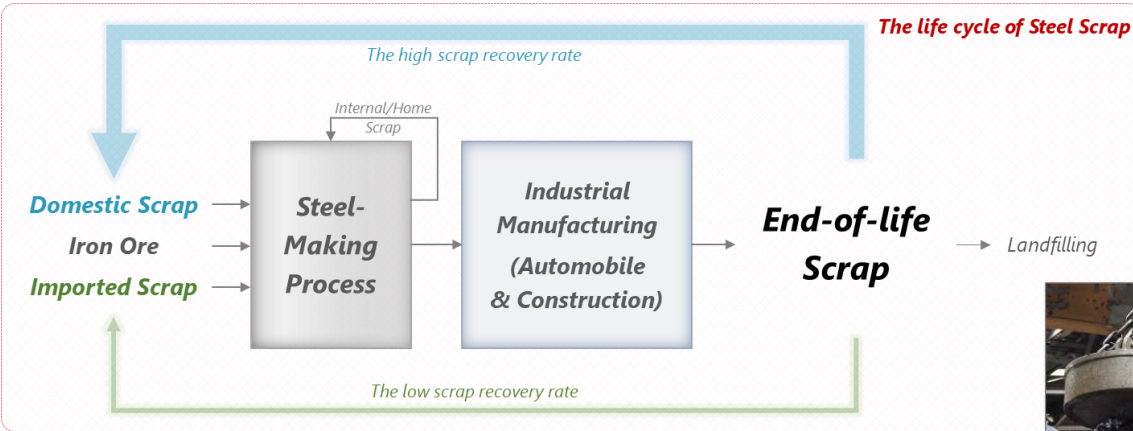 The life cycle of Steel Scrap
The high scrap recovery rate
Internal/Home
Scrap
Domestic Scrap
Iron Ore
Imported Scrap
Steel-
Making
Process
Industrial
Manufacturing
(Automobile
& Construction)
End-of-life
Scrap
Landfilling
The low scrap recovery rate